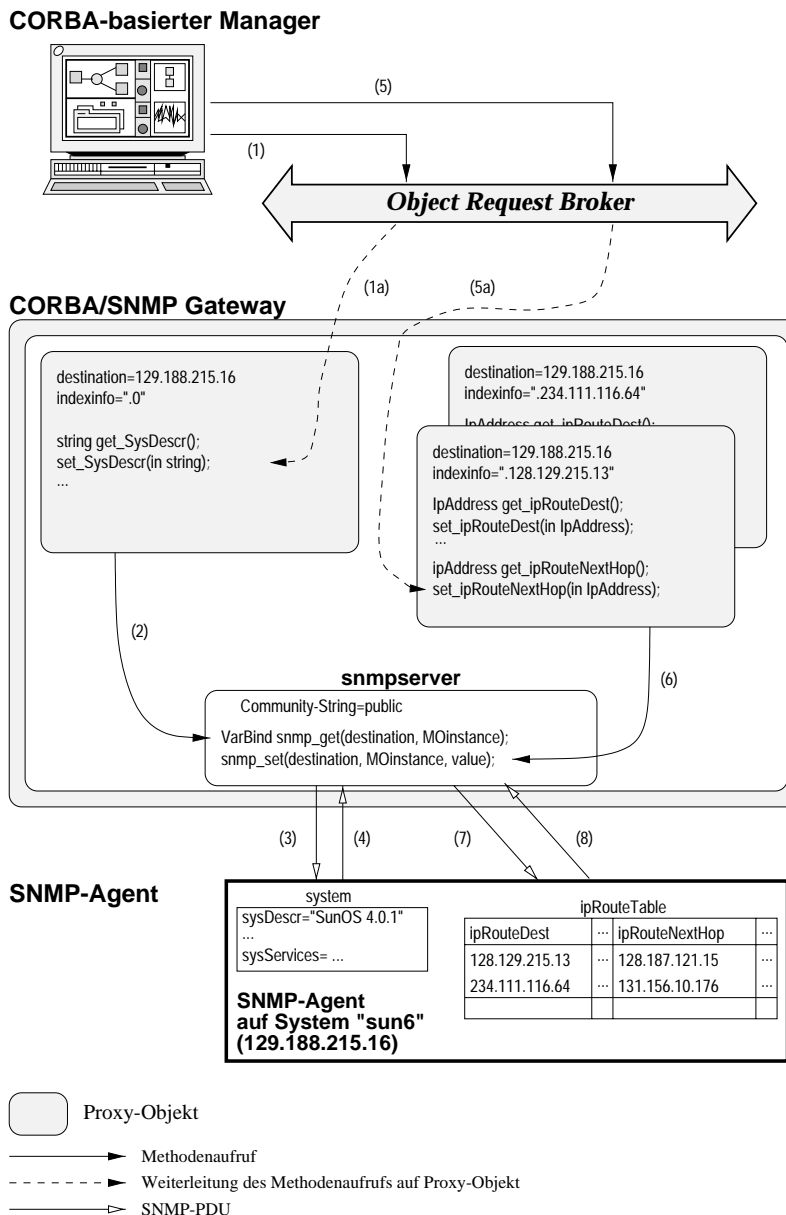 CORBA-basierter Manager
(5)
(1)
Object Request Broker
(1a)
(5a)
CORBA/SNMP Gateway
destination=129.188.215.16
indexinfo=".0"
string get_SysDescr();
set_SysDescr(in string);
...
destination=129.188.215.16
indexinfo=".234.111.116.64"
IpAddress get_ipRouteDest();
destination=129.188.215.16
indexinfo=".128.129.215.13"
IpAddress get_ipRouteDest();
set_ipRouteDest(in IpAddress);
...
ipAddress get_ipRouteNextHop();
set_ipRouteNextHop(in IpAddress);
(2)
(6)
snmpserver
Community-String=public
VarBind snmp_get(destination, MOinstance);
snmp_set(destination, MOinstance, value);
(3)
(4)
(7)
(8)
SNMP-Agent
system
sysDescr="SunOS 4.0.1"
...
sysServices= ...
SNMP-Agent
auf System "sun6"
(129.188.215.16)
ipRouteTable
ipRouteDest ... ipRouteNextHop ...
128.129.215.13 ... 128.187.121.15 ...
234.111.116.64 ... 131.156.10.176 ...
Proxy-Objekt
Methodenaufruf
Weiterleitung des Methodenaufrufs auf Proxy-Objekt
SNMP-PDU